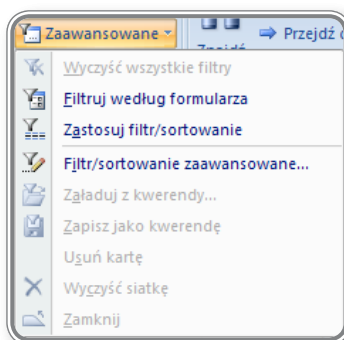 Zaawansowane
Znajdź
Przejdź d
Wyczyść wszystkie filtry
Filtruj według formularza
Zastosuj filtr/sortowanie
Filtr/sortowanie zaawansowane...
Załaduj z kwerendy...
Zapisz jako kwerendę
Usuń kartę
Wyczyść siatkę
Zamknij